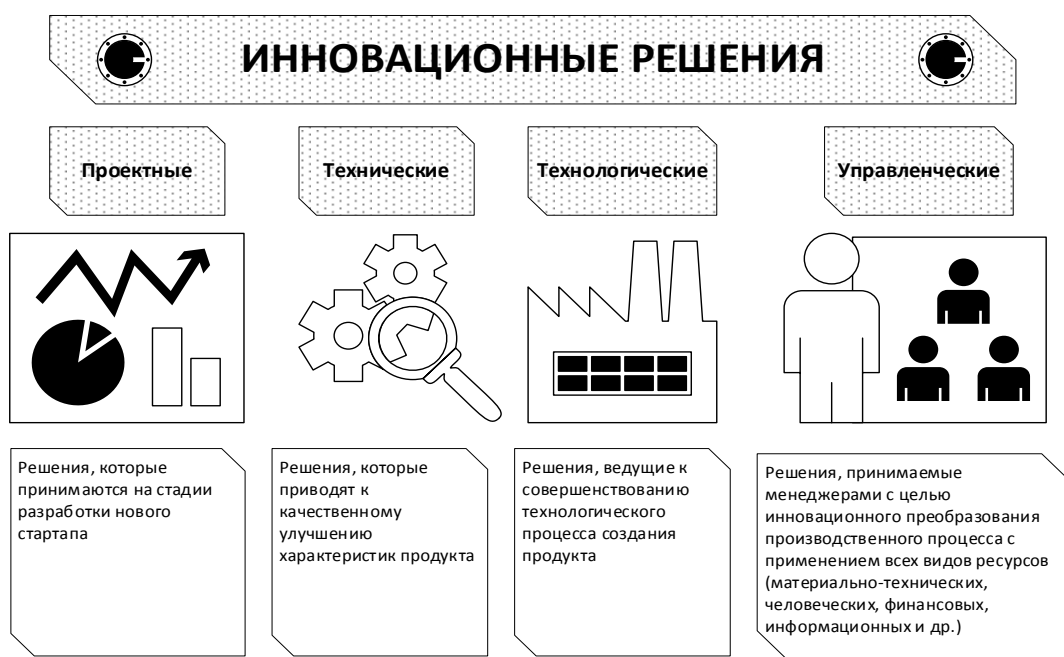 ИННОВАЦИОННЫЕ РЕШЕНИЯ
Проектные
Технические
Технологические
Управленческие
Решения, которые
принимаются на стадии
разработки нового
стартапа
Решения, которые
приводят к
качественному
улучшению
характеристик продукта
Решения, ведущие к
совершенствованию
технологического
процесса создания
продукта
Решения, принимаемые
менеджерами с целью
инновационного преобразования
производственного процесса с
применением всех видов ресурсов
(материально-технических,
человеческих, финансовых,
информационных и др.)